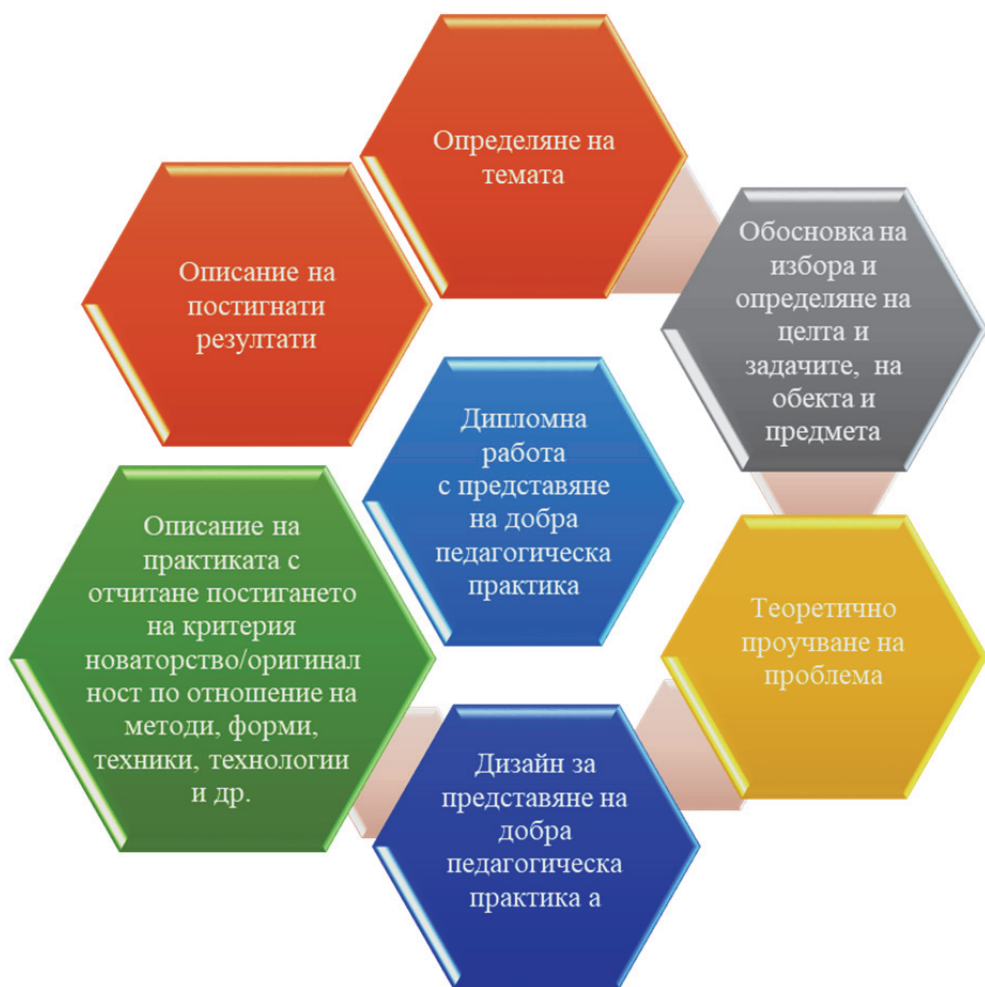 Определяне на
темата
Обосновка на
избора и
определяне на
целта и
задачите, на
обекта и
предмета
Теоретично
проучване на
проблема
Дизайн за
представяне на
добра
педагогическа
практика а
Описание на
практиката с
отчитане постигането
на критерия
новаторство/оригинал
ност по отношение на
методи, форми,
техники, технологии
и др.
Описание на
постигнати
резултати
Дипломна
работа
с представяне
на добра
педагогическа
практика